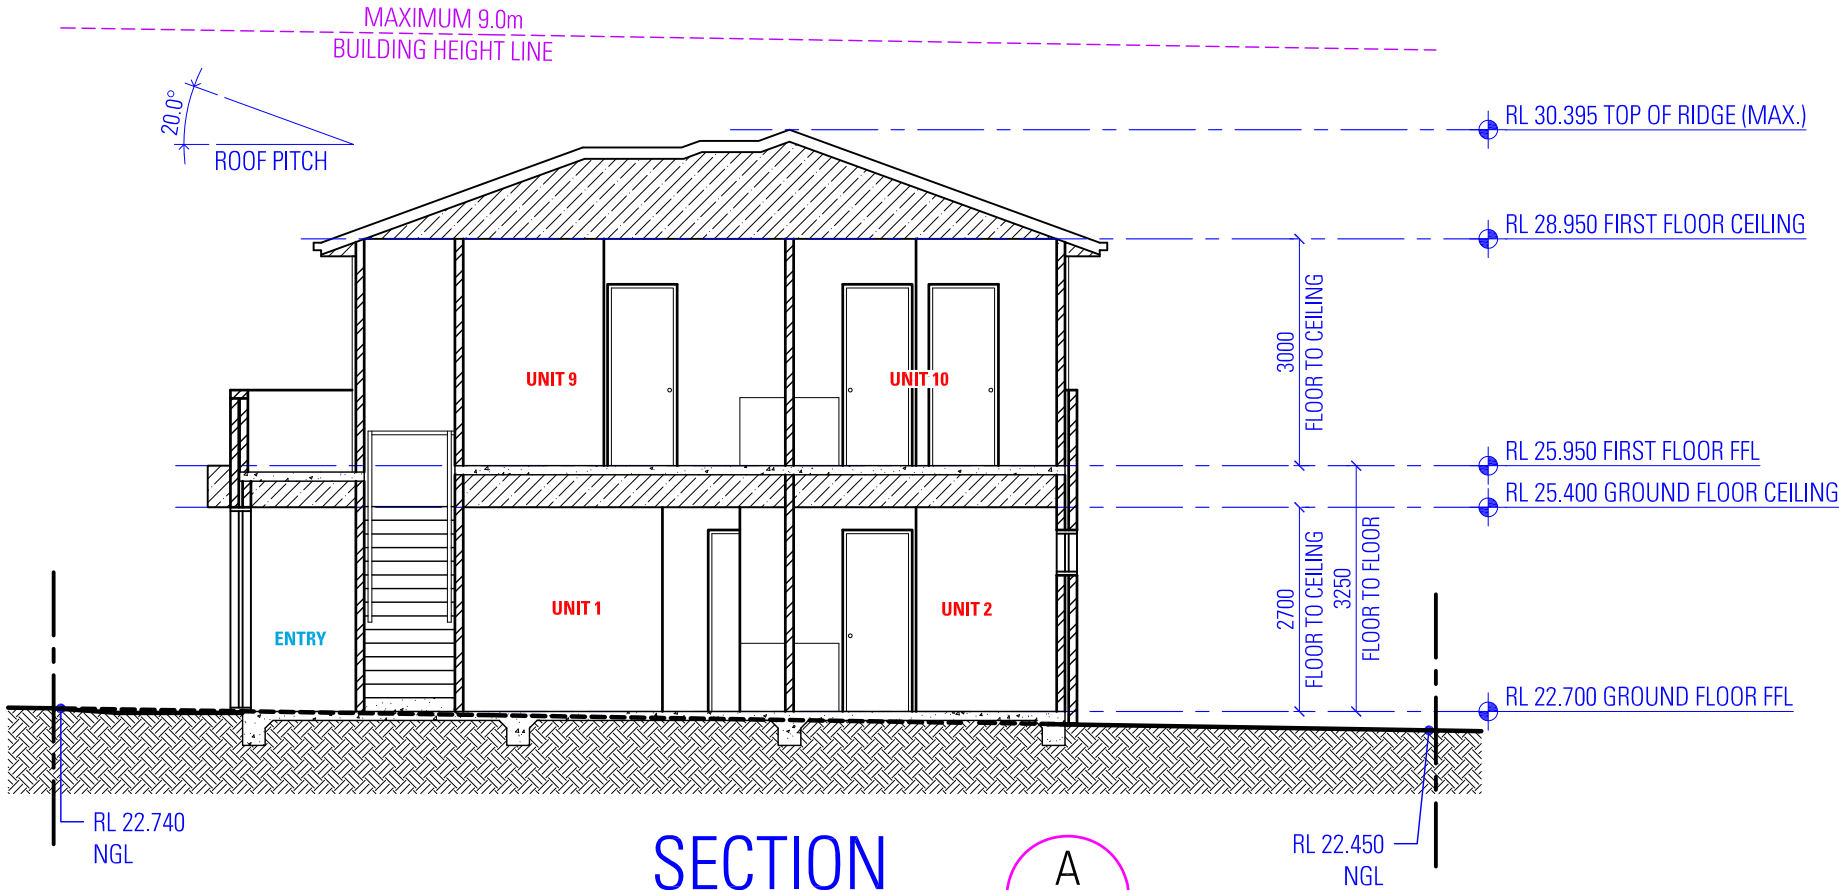 MAXIMUM 9.0m
BUILDING HEIGHT LINE
20.0°
ROOF PITCH
RL 30.395 TOP OF RIDGE (MAX.)
RL 28.950 FIRST FLOOR CEILING
3000
FLOOR TO CEILING
UNIT 9
UNIT 10
RL 25.950 FIRST FLOOR FFL
RL 25.400 GROUND FLOOR CEILING
2700
FLOOR TO CEILING
3250
FLOOR TO FLOOR
UNIT 1
UNIT 2
ENTRY
RL 22.700 GROUND FLOOR FFL
RL 22.740
NGL
RL 22.450
NGL
SECTION
A